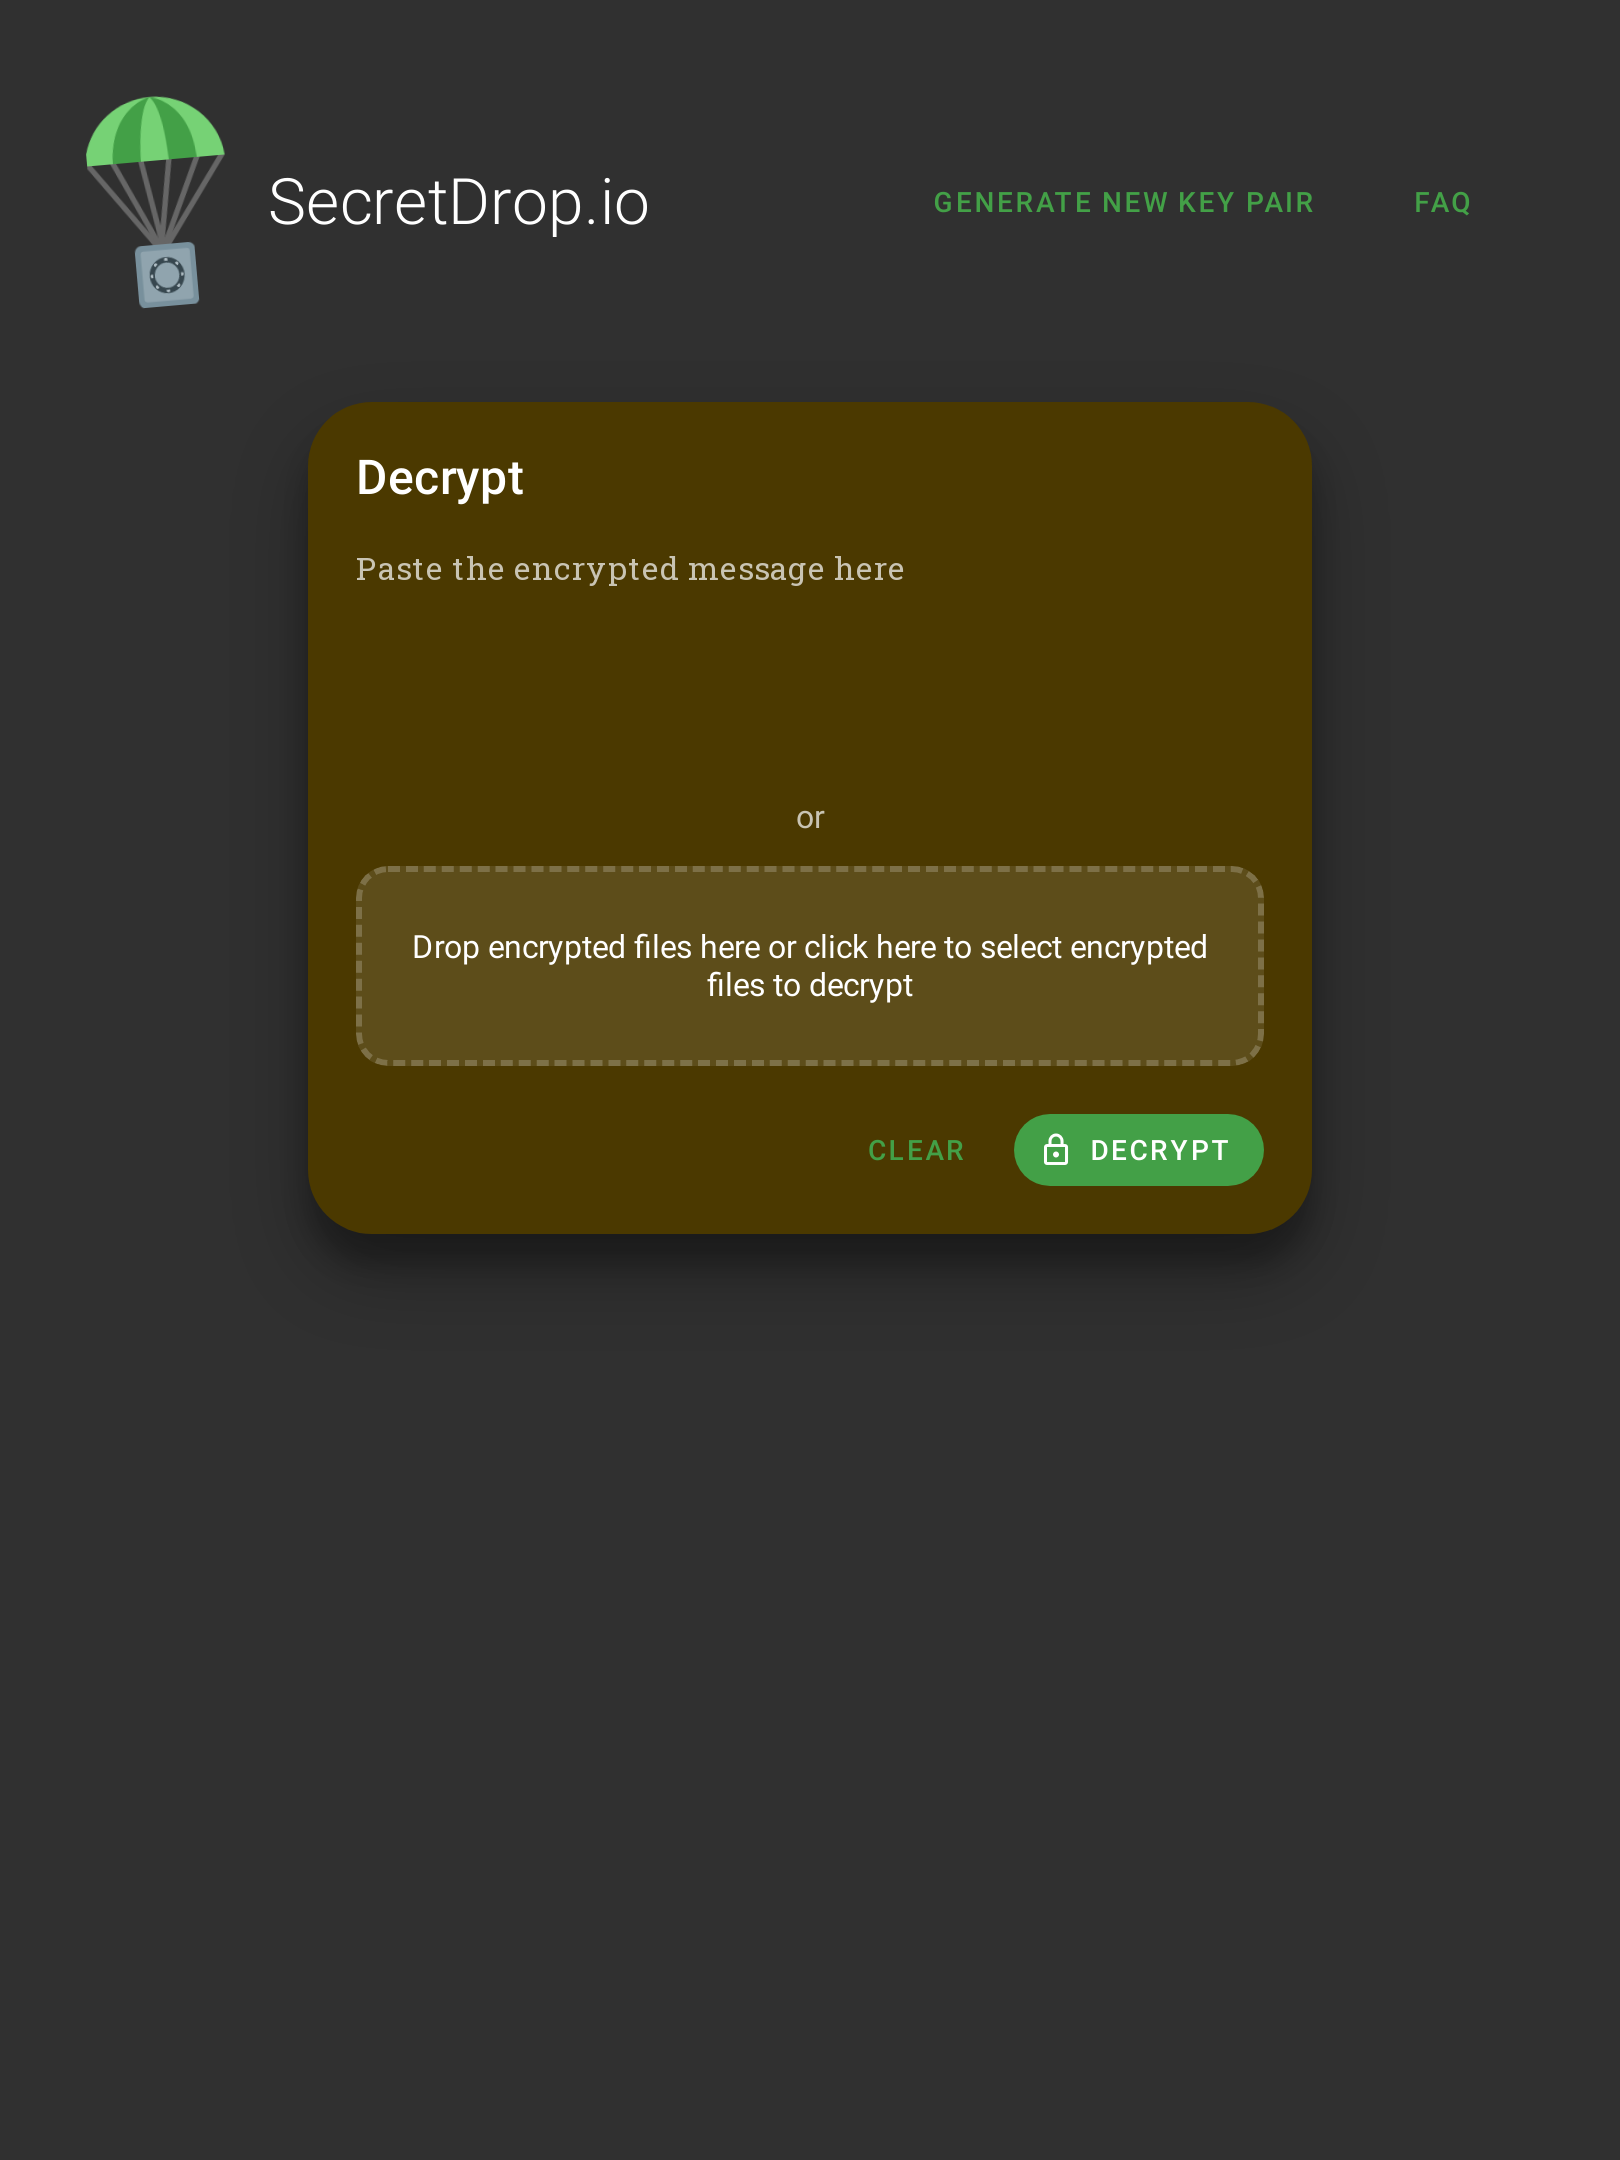 SecretDrop.io
GENERATE NEW KEY PAIR
FAQ
Decrypt
Paste the encrypted message here
or
Drop encrypted files here or click here to select encrypted
files to decrypt
CLEAR
DECRYPT